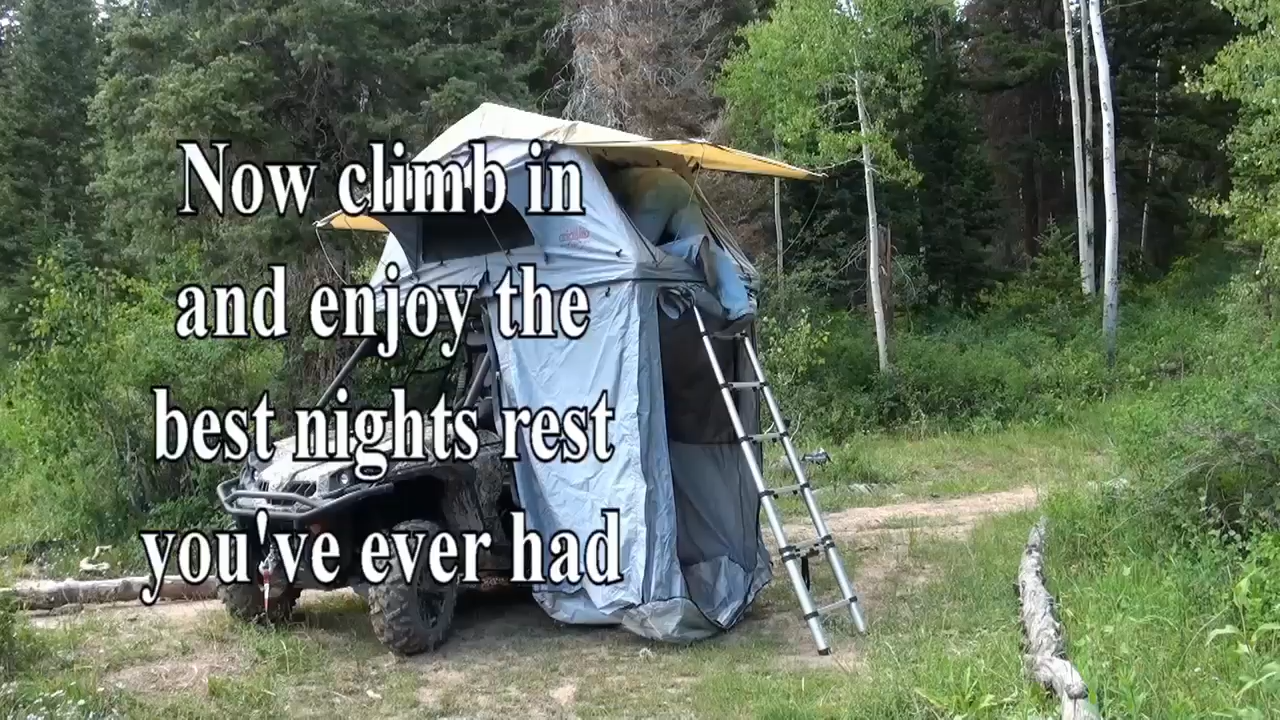 Now climb in
and enjoy the
best nights rest
you've ever had